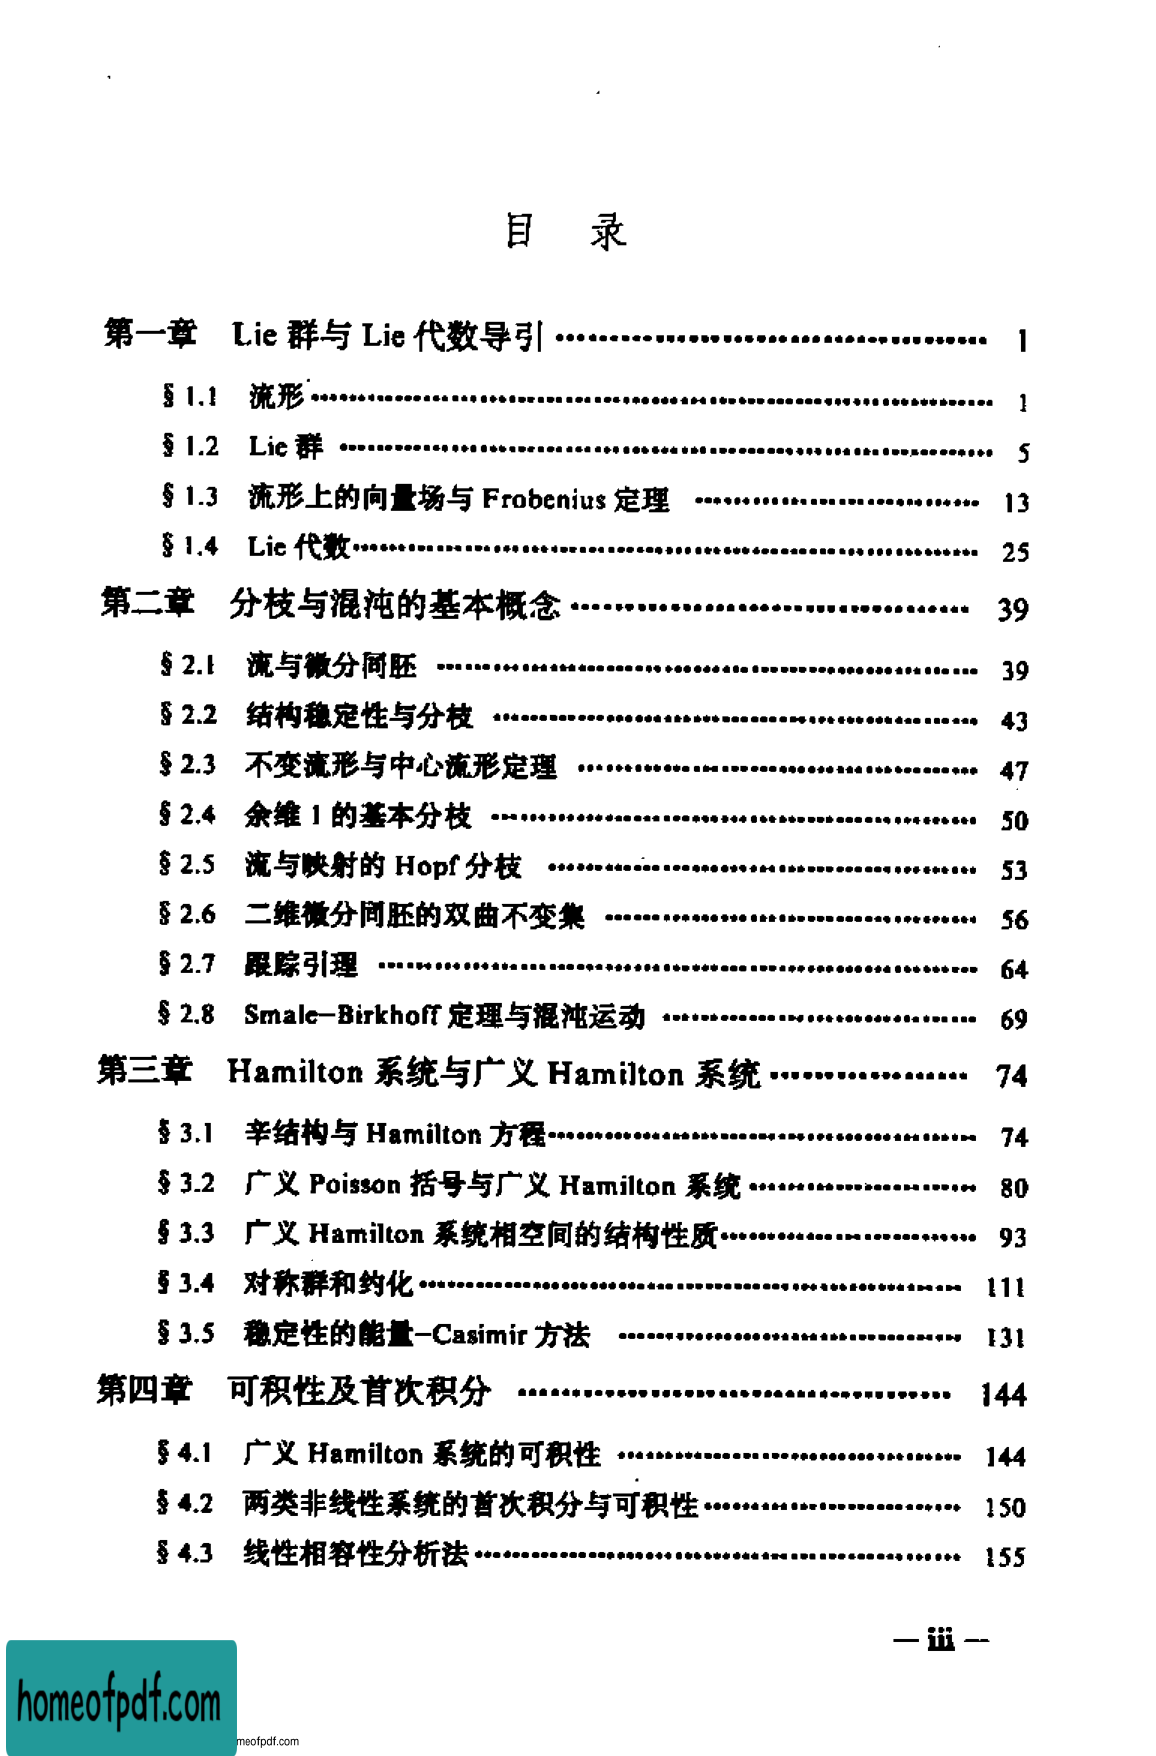 目 录
第一章 Lie 群与 Lie 代数导引 …… 1
§1.1 流形 …… 1
§1.2 Lie 群 …… 5
§1.3 流形上的向量场与 Frobenius 定理 …… 13
§1.4 Lie 代数 …… 25
第二章 分枝与混沌的基本概念 …… 39
§2.1 流与微分同胚 …… 39
§2.2 结构稳定性与分枝 …… 43
§2.3 不变流形与中心流形定理 …… 47
§2.4 余维 1 的基本分枝 …… 50
§2.5 流与映射的 Hopf 分枝 …… 53
§2.6 二维微分同胚的双曲不变集 …… 56
§2.7 跟踪引理 …… 64
§2.8 Smale-Birkhoff 定理与混沌运动 …… 69
第三章 Hamilton 系统与广义 Hamilton 系统 …… 74
§3.1 辛结构与 Hamilton 方程 …… 74
§3.2 广义 Poisson 括号与广义 Hamilton 系统 …… 80
§3.3 广义 Hamilton 系统相空间的结构性质 …… 93
§3.4 对称群和约化 …… 111
§3.5 稳定性的能量-Casimir 方法 …… 131
第四章 可积性及首次积分 …… 144
§4.1 广义 Hamilton 系统的可积性 …… 144
§4.2 两类非线性系统的首次积分与可积性 …… 150
§4.3 线性相容性分析法 …… 155
— iii —
homeofpdf.com
meofpdf.com